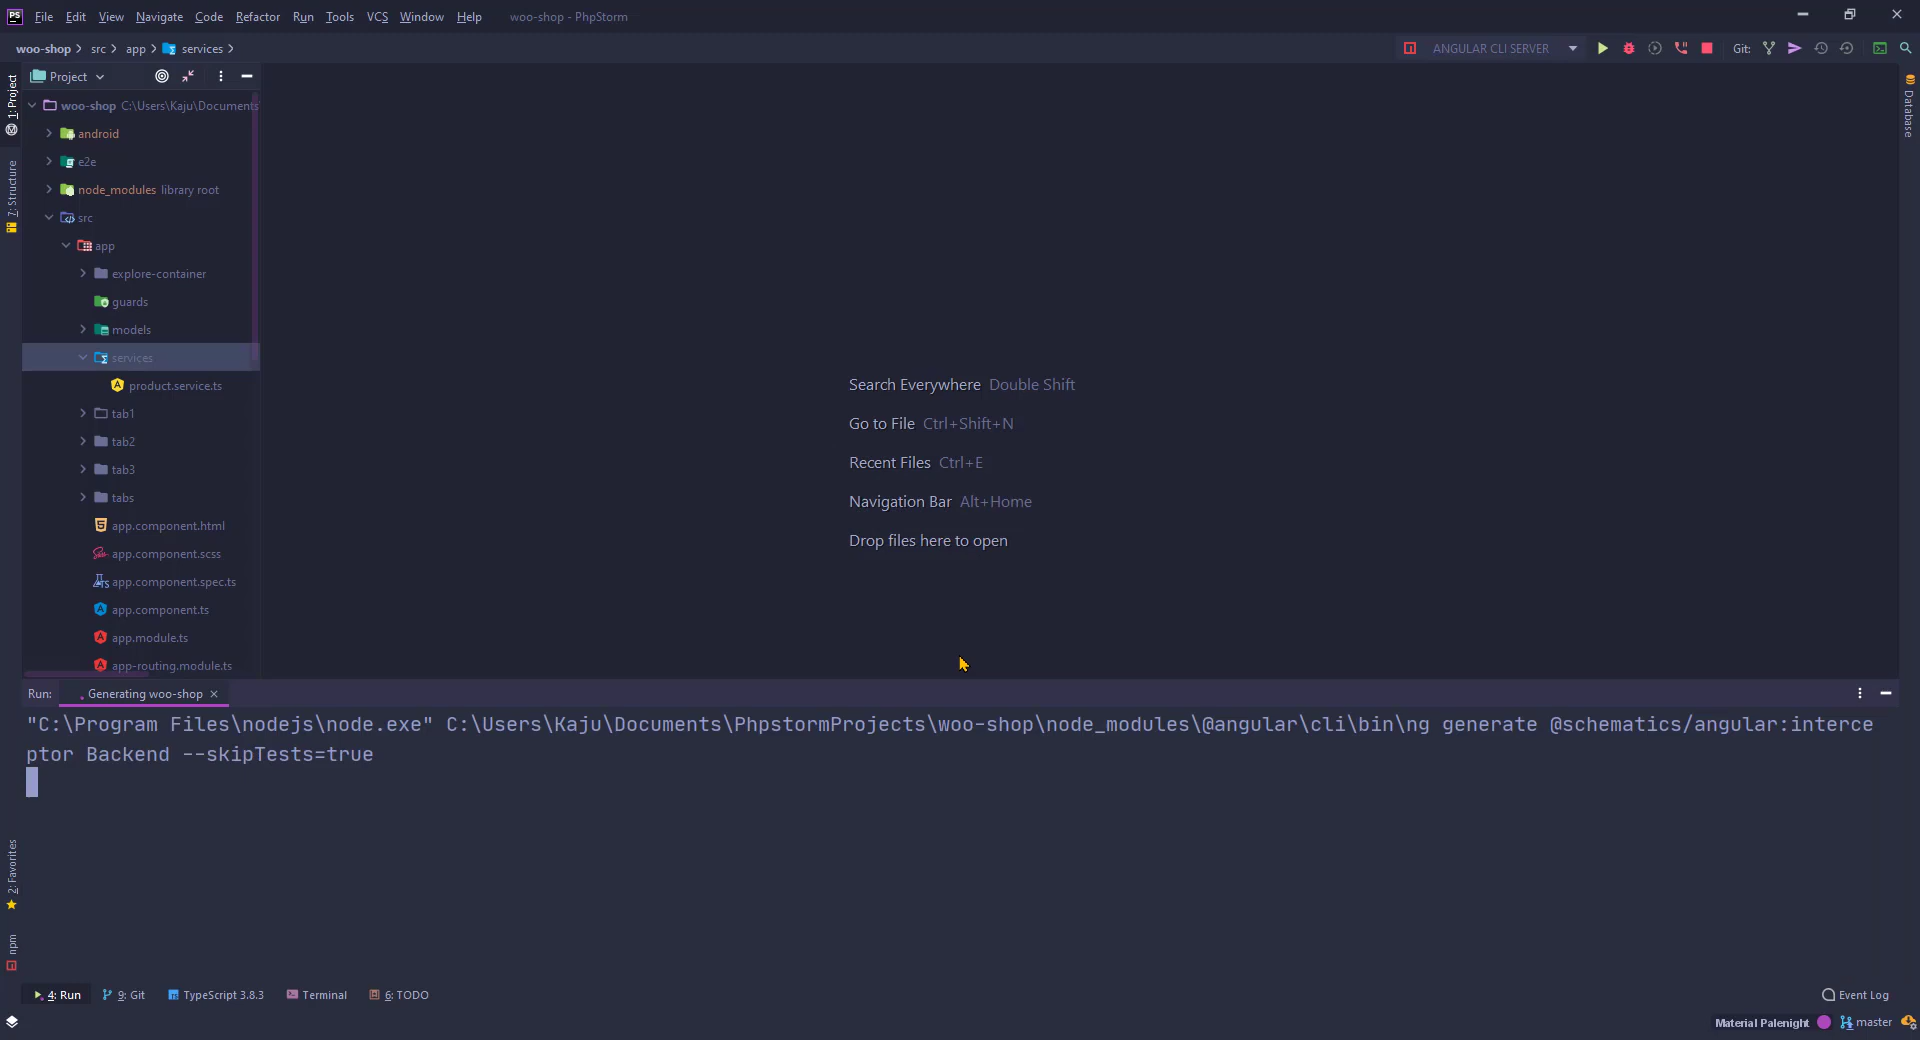 PS File Edit View Navigate Code Refactor Run Tools VCS Window Help woo-shop - PhpStorm
woo-shop src app services ANGULAR CLI SERVER Git:
Project
woo-shop C:\Users\Kaju\Documents
android
e2e
node_modules library root
src
app
explore-container
guards
models
services
product.service.ts
tab1
tab2
tab3
tabs
app.component.html
app.component.scss
app.component.spec.ts
app.component.ts
app.module.ts
app-routing.module.ts
1: Project
7: Structure
2: Favorites
npm
Database
Search Everywhere Double Shift
Go to File Ctrl+Shift+N
Recent Files Ctrl+E
Navigation Bar Alt+Home
Drop files here to open
Run: Generating woo-shop
"C:\Program Files\nodejs\node.exe" C:\Users\Kaju\Documents\PhpstormProjects\woo-shop\node_modules\@angular\cli\bin\ng generate @schematics/angular:interce
ptor Backend --skipTests=true
4: Run 9: Git TypeScript 3.8.3 Terminal 6: TODO Event Log
Material Palenight master